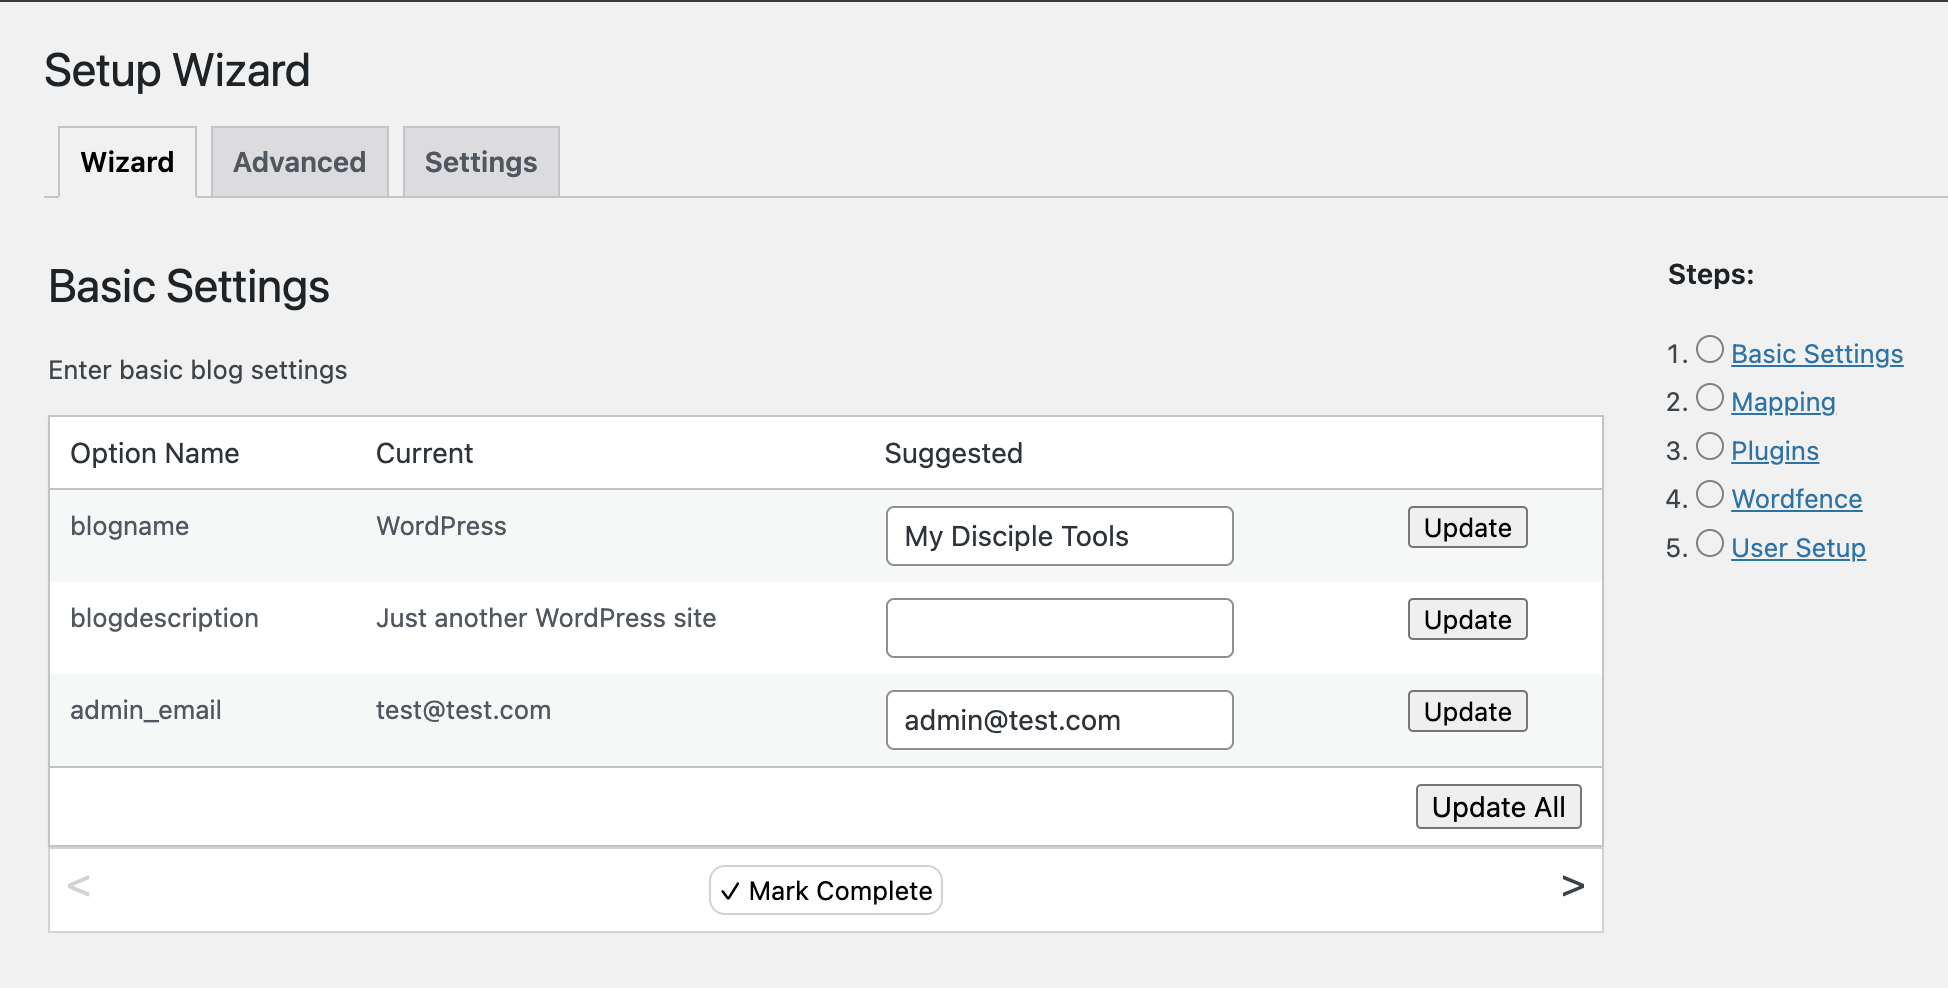 Setup Wizard
Wizard Advanced Settings
Basic Settings
Enter basic blog settings
Option Name Current Suggested
blogname WordPress My Disciple Tools Update
blogdescription Just another WordPress site Update
admin_email test@test.com admin@test.com Update
Update All
< ✓ Mark Complete >
Steps:
1. Basic Settings
2. Mapping
3. Plugins
4. Wordfence
5. User Setup